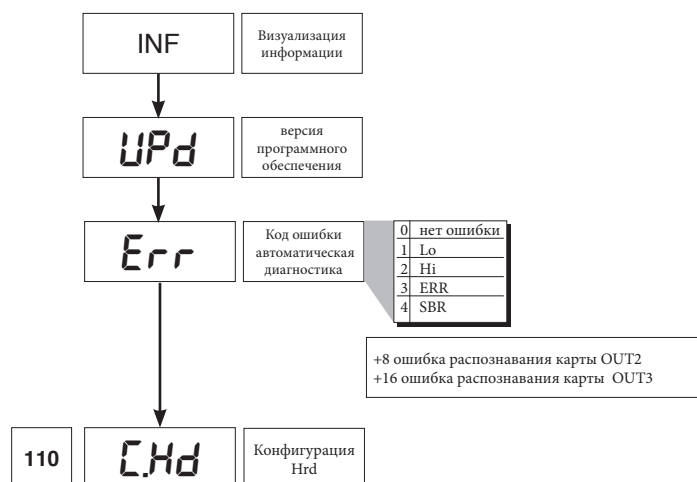 INF
Визуализация
информации
UPd
версия
программного
обеспечения
Err
Код ошибки
автоматическая
диагностика
0 нет ошибки
1 Lo
2 Hi
3 ERR
4 SBR
+8 ошибка распознавания карты OUT2
+16 ошибка распознавания карты OUT3
110
C.Hd
Конфигурация
Hrd